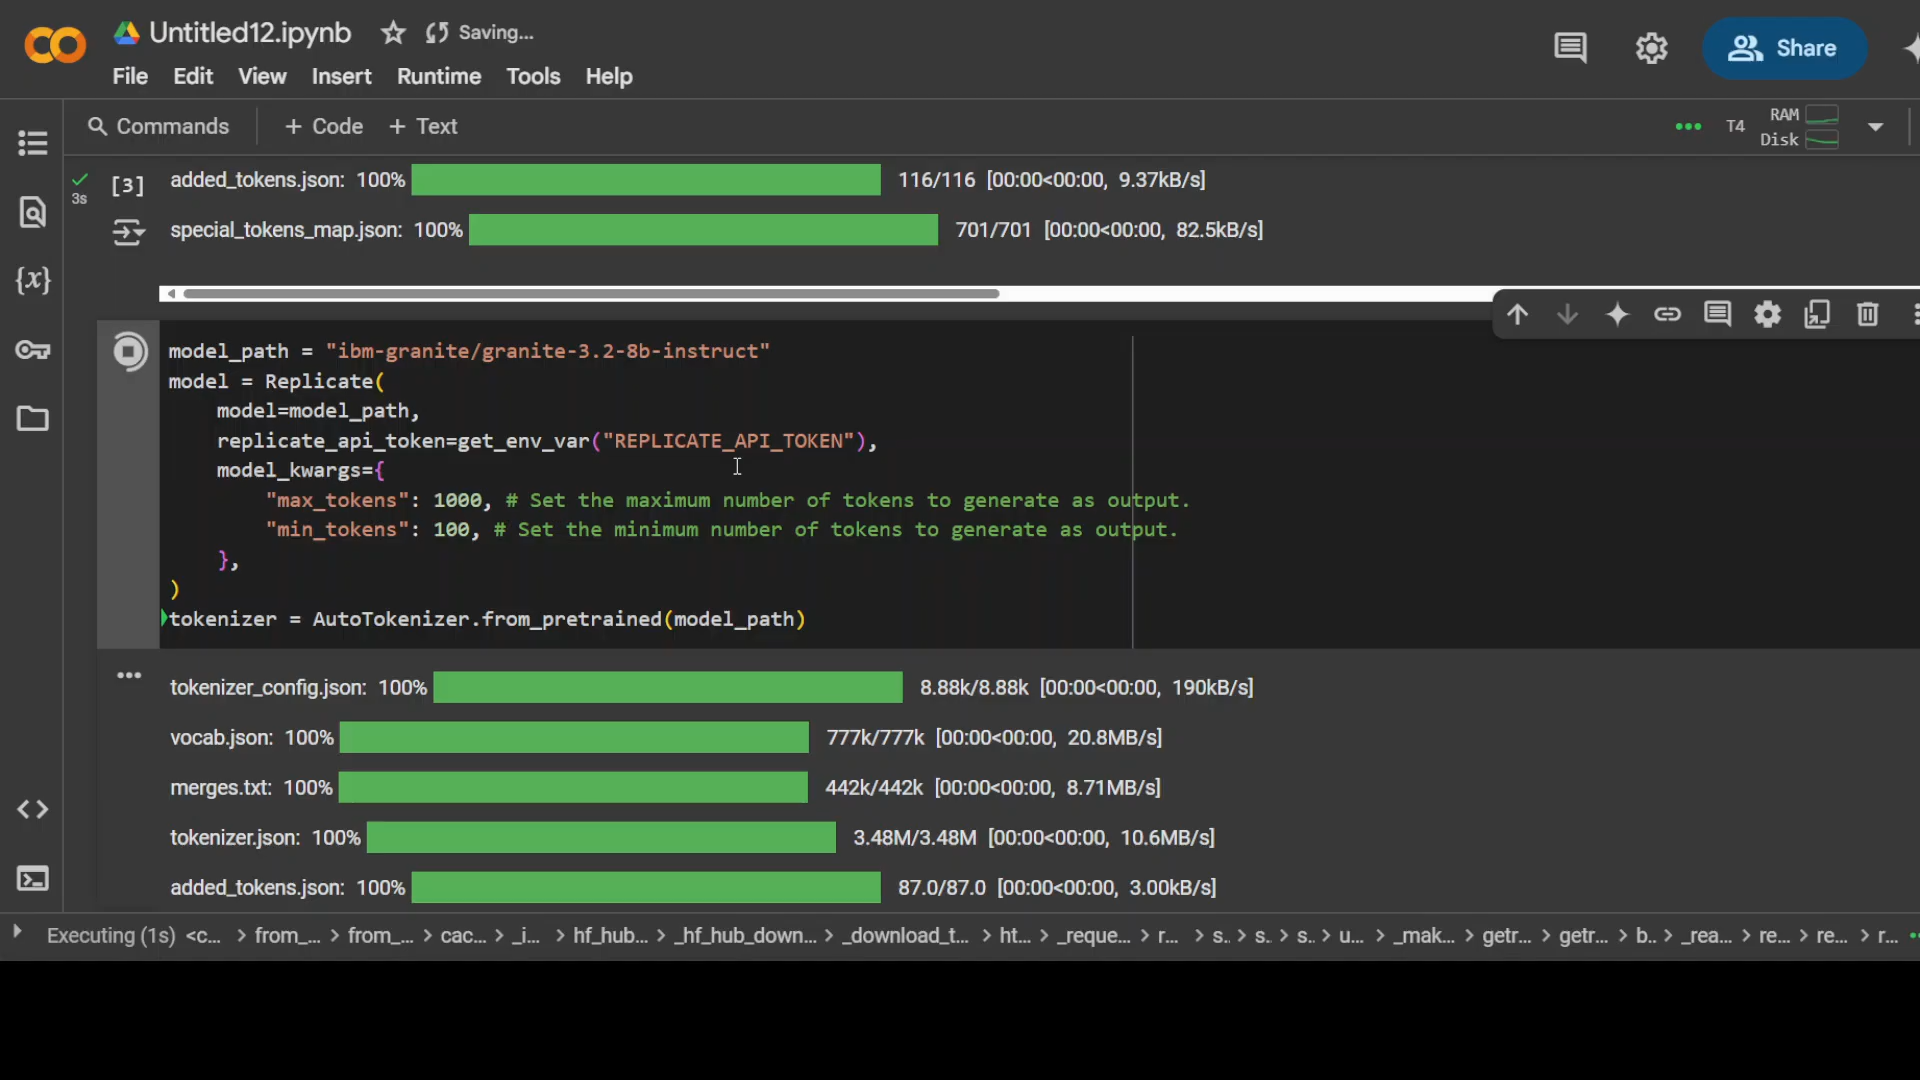 Untitled12.ipynb Saving...
Share
File Edit View Insert Runtime Tools Help
Commands + Code + Text
T4 RAM
Disk
3s [3] added_tokens.json: 100% 116/116 [00:00<00:00, 9.37kB/s]
special_tokens_map.json: 100% 701/701 [00:00<00:00, 82.5kB/s]
{x}
model_path = "ibm-granite/granite-3.2-8b-instruct"
model = Replicate(
    model=model_path,
    replicate_api_token=get_env_var("REPLICATE_API_TOKEN"),
    model_kwargs={
        "max_tokens": 1000, # Set the maximum number of tokens to generate as output.
        "min_tokens": 100, # Set the minimum number of tokens to generate as output.
    },
)
tokenizer = AutoTokenizer.from_pretrained(model_path)
tokenizer_config.json: 100% 8.88k/8.88k [00:00<00:00, 190kB/s]
vocab.json: 100% 777k/777k [00:00<00:00, 20.8MB/s]
merges.txt: 100% 442k/442k [00:00<00:00, 8.71MB/s]
tokenizer.json: 100% 3.48M/3.48M [00:00<00:00, 10.6MB/s]
added_tokens.json: 100% 87.0/87.0 [00:00<00:00, 3.00kB/s]
Executing (1s) <c... > from_... > from_... > cac... > _i... > hf_hub... > _hf_hub_down... > _download_t... > ht... > _reque... > r... > s.. > s.. > s.. > u... > _mak... > getr... > getr... > b.. > _rea... > re... > re... > r...